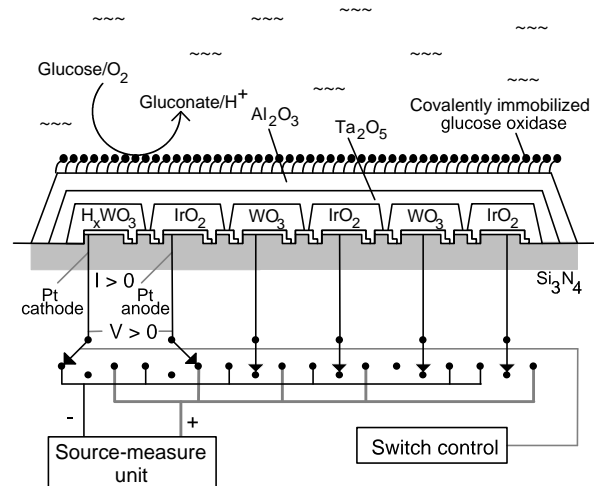 Glucose/O2
Gluconate/H+
Al2O3
Ta2O5
Covalently immobilized
glucose oxidase
HxWO3
IrO2
WO3
IrO2
WO3
IrO2
Si3N4
I > 0
Pt
cathode
Pt
anode
V > 0
-
+
Source-measure
unit
Switch control